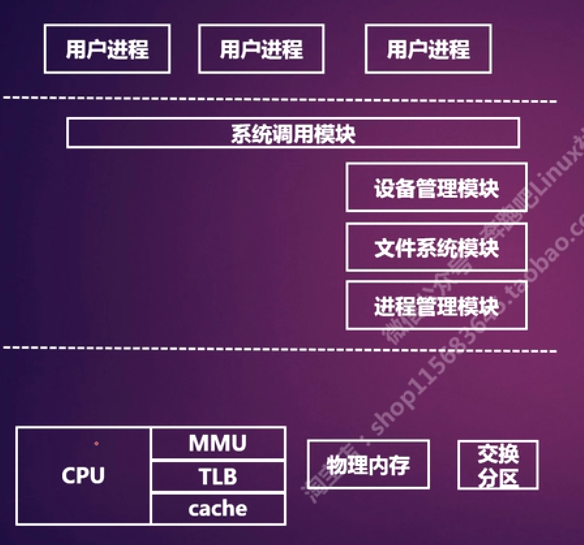 用户进程
用户进程
用户进程
系统调用模块
设备管理模块
文件系统模块
进程管理模块
CPU
MMU
TLB
cache
物理内存
交换
分区